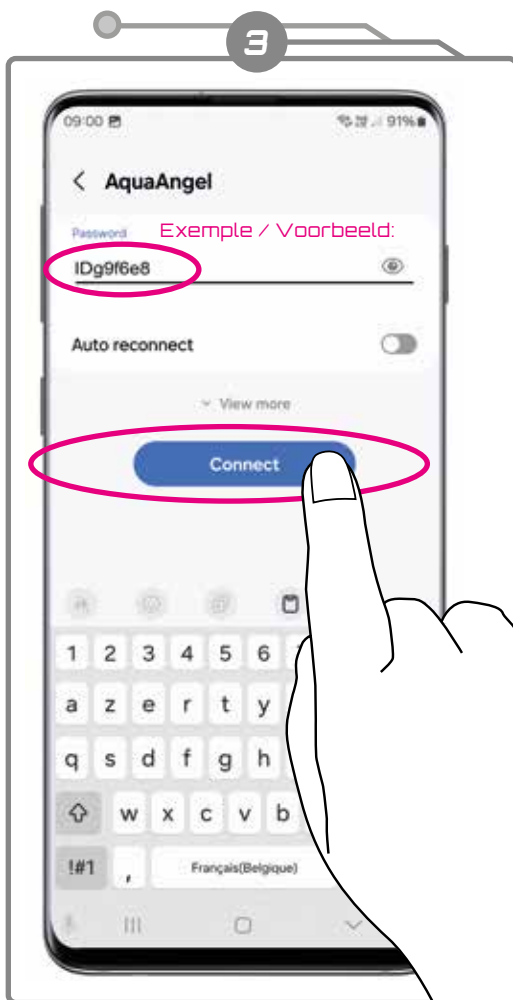 3
09:00 91%
AquaAngel
Password Exemple / Voorbeeld:
IDg9f6e8
Auto reconnect
View more
Connect
1 2 3 4 5 6
a z e r t y
q s d f g h
w x c v b
!#1 , Français(Belgique)